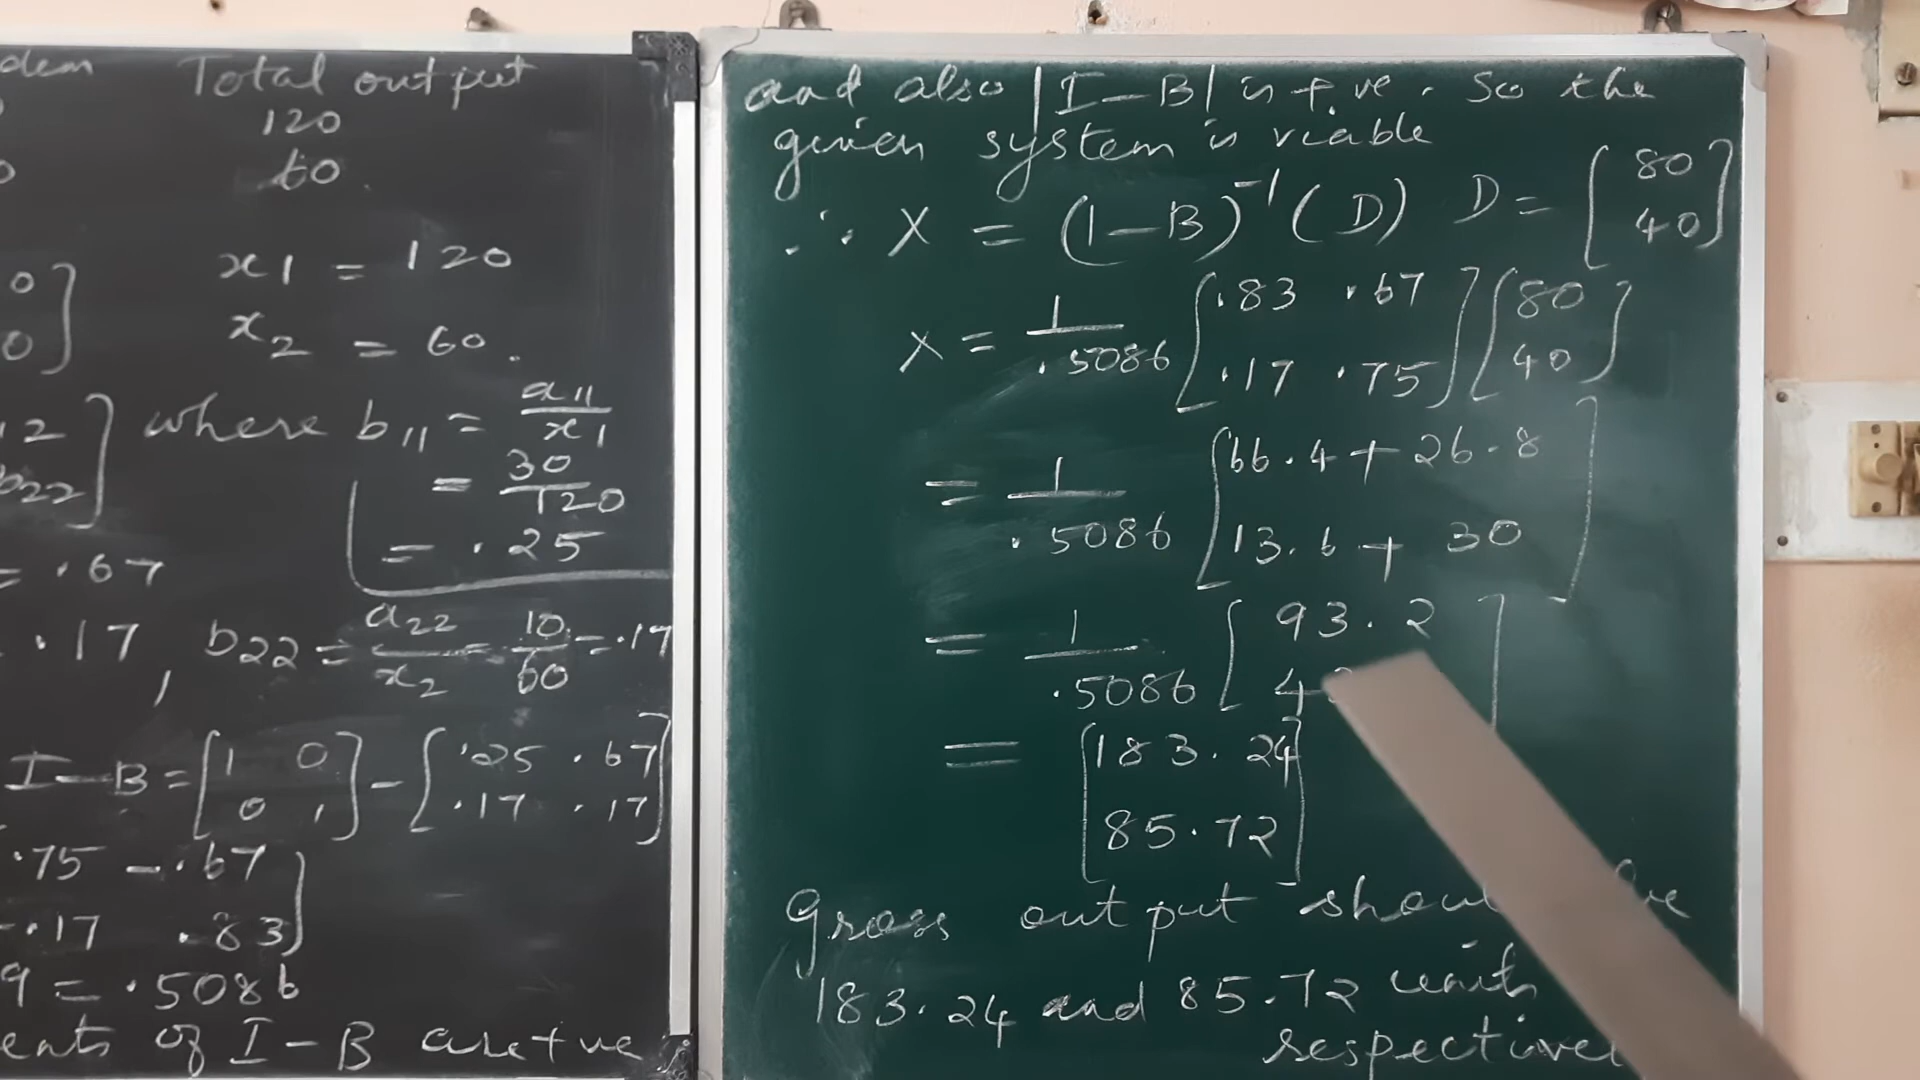 Total output
120
60.
x1 = 120
x2 = 60.
where b11 = a11 / x1
= 30 / 120
= .25
= .67
.17, b22 = a22 / x2 = 10 / 60 = .17
I - B = [1 0 0 1] - [.25 .67 .17 .17]
.75 -.67
-.17 .83
9 = .5086
of I - B are +ve
and also |I-B| is +ve. So the
given system is viable
∴ X = (I-B)^-1 (D) D = [80 40]
X = 1 / .5086 [.83 .67 .17 .75] [80 40]
= 1 / .5086 [66.4 + 26.8 13.6 + 30]
= 1 / .5086 [93.2
= [183.24 85.72]
Gross output
183.24 and 85.72 units